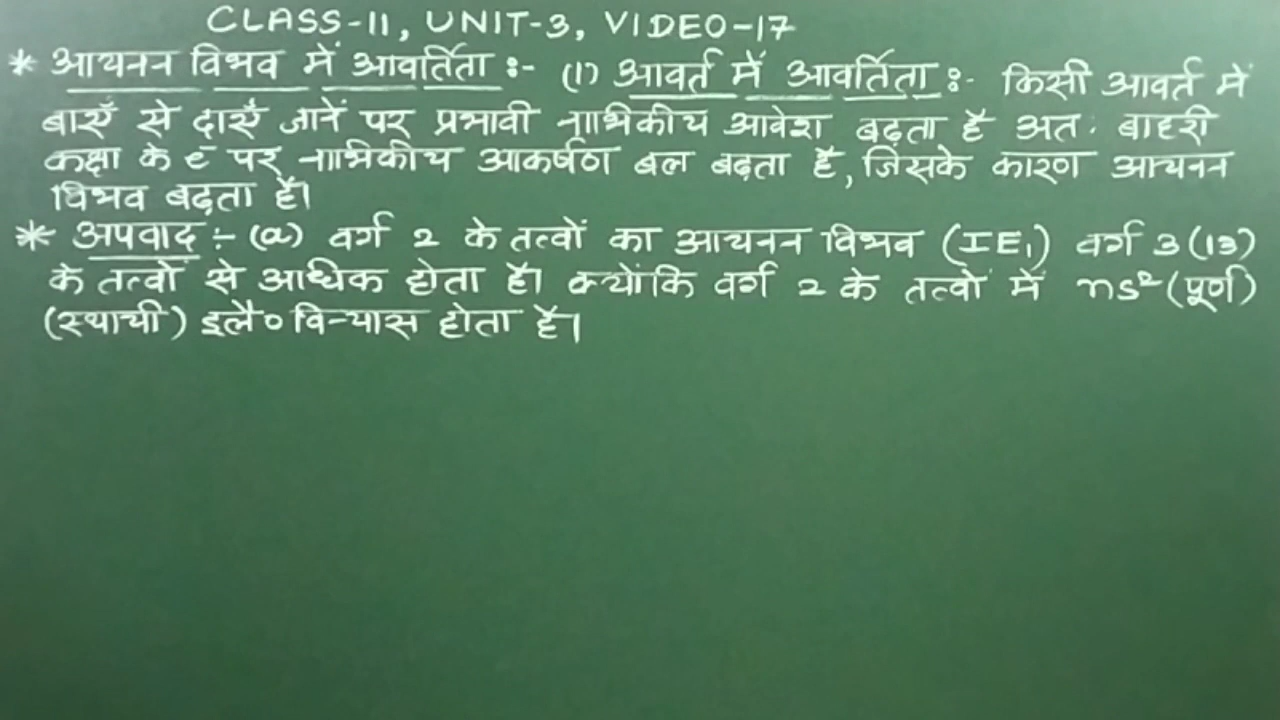 CLASS-11, UNIT-3, VIDEO-17
* आयनन विभव में आवर्तिता :- (1) आवर्त में आवर्तिता :- किसी आवर्त में
बाएँ से दाएँ जानें पर प्रभावी नाभिकीय आवेश बढ़ता है अतः बाहरी
कक्षा के e⁻ पर नाभिकीय आकर्षण बल बढ़ता है, जिसके कारण आयनन
विभव बढ़ता है।
* अपवाद :- (a) वर्ग 2 के तत्वों का आयनन विभव (IE₁) वर्ग 3 (13)
के तत्वों से अधिक होता है। क्योंकि वर्ग 2 के तत्वों में ns² (पूर्ण)
(स्थायी) इलै० विन्यास होता है।